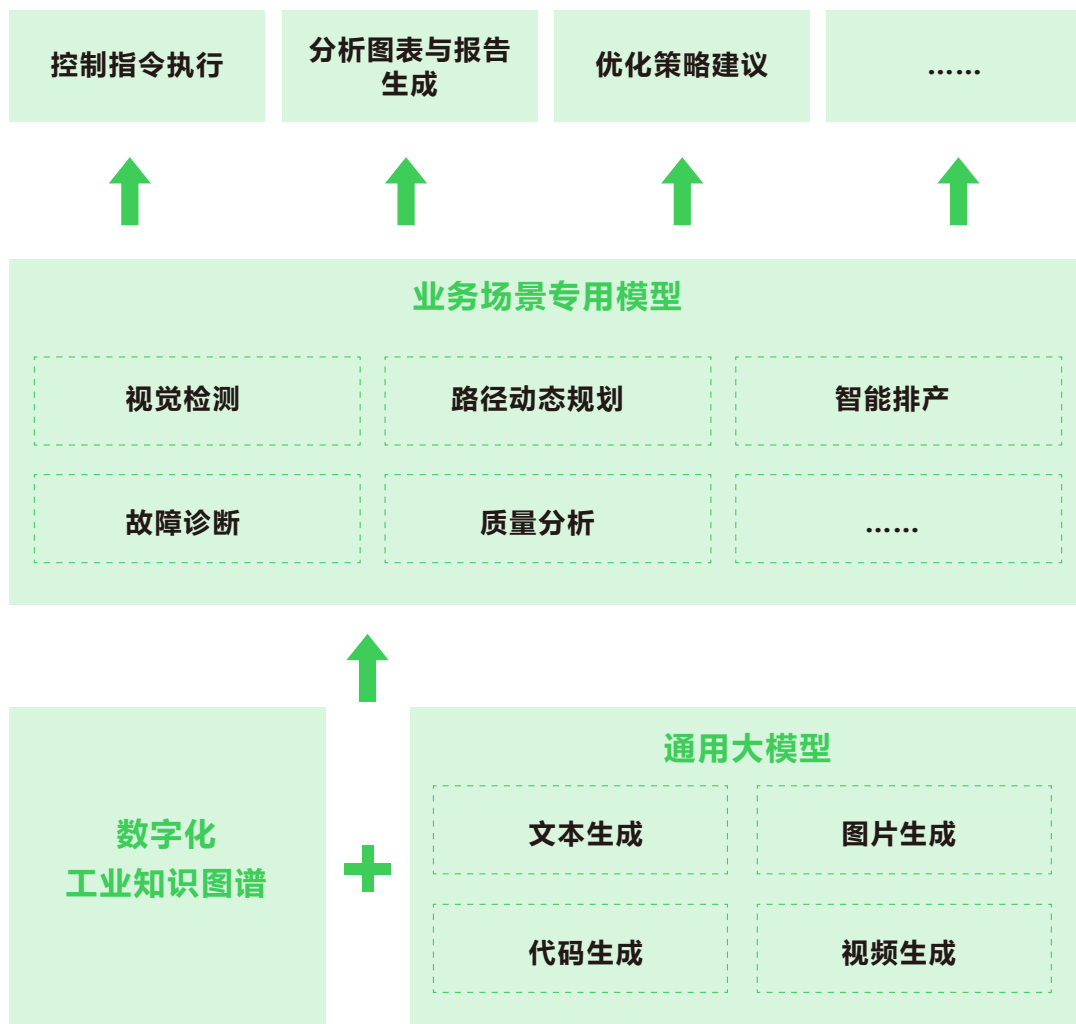 控制指令执行
分析图表与报告
生成
优化策略建议
……
业务场景专用模型
视觉检测
路径动态规划
智能排产
故障诊断
质量分析
……
数字化
工业知识图谱
通用大模型
文本生成
图片生成
代码生成
视频生成